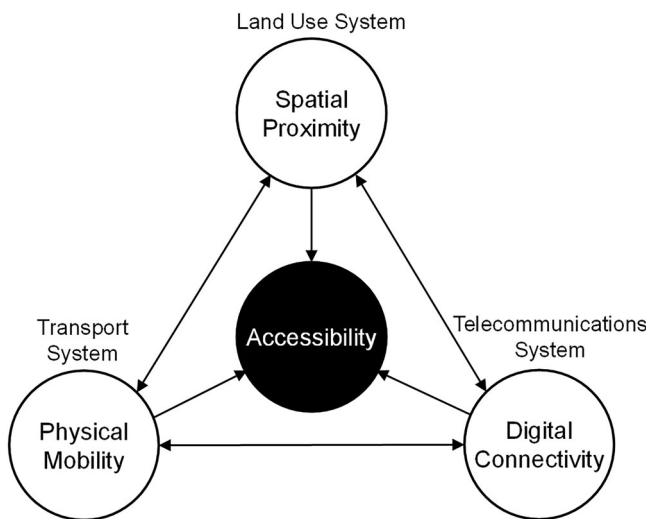 Land Use System
Spatial
Proximity
Accessibility
Transport
System
Telecommunications
System
Physical
Mobility
Digital
Connectivity